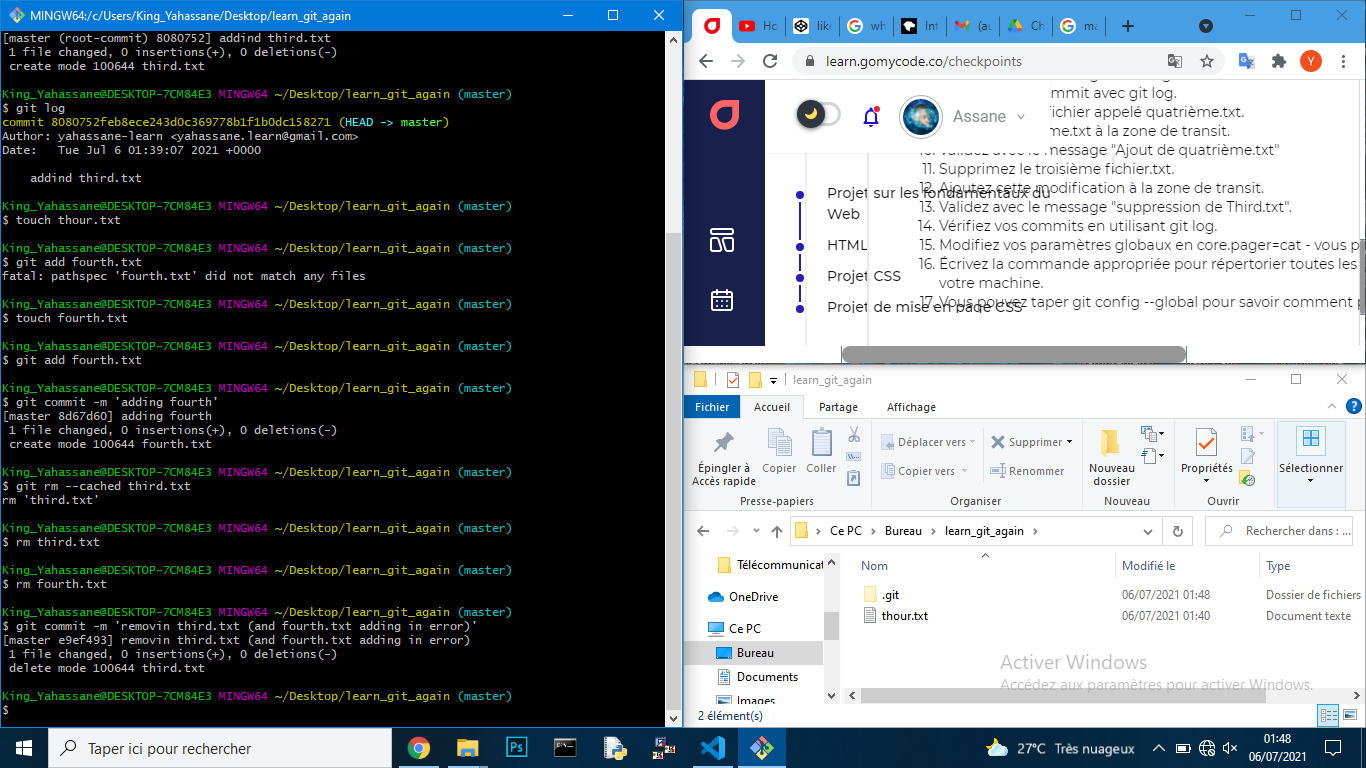 MINGW64:/c/Users/King_Yahassane/Desktop/learn_git_again
[master (root-commit) 8080752] addind third.txt
1 file changed, 0 insertions(+), 0 deletions(-)
create mode 100644 third.txt
King_Yahassane@DESKTOP-7CM84E3 MINGW64 ~/Desktop/learn_git_again (master)
$ git log
commit 8080752feb8ece243d0c369778b1f1b0dc158271 (HEAD -> master)
Author: yahassane-learn <yahassane.learn@gmail.com>
Date:   Tue Jul 6 01:39:07 2021 +0000
addind third.txt
King_Yahassane@DESKTOP-7CM84E3 MINGW64 ~/Desktop/learn_git_again (master)
$ touch thour.txt
King_Yahassane@DESKTOP-7CM84E3 MINGW64 ~/Desktop/learn_git_again (master)
$ git add fourth.txt
fatal: pathspec 'fourth.txt' did not match any files
King_Yahassane@DESKTOP-7CM84E3 MINGW64 ~/Desktop/learn_git_again (master)
$ touch fourth.txt
King_Yahassane@DESKTOP-7CM84E3 MINGW64 ~/Desktop/learn_git_again (master)
$ git add fourth.txt
King_Yahassane@DESKTOP-7CM84E3 MINGW64 ~/Desktop/learn_git_again (master)
$ git commit -m 'adding fourth'
[master 8d67d60] adding fourth
1 file changed, 0 insertions(+), 0 deletions(-)
create mode 100644 fourth.txt
King_Yahassane@DESKTOP-7CM84E3 MINGW64 ~/Desktop/learn_git_again (master)
$ git rm --cached third.txt
rm 'third.txt'
King_Yahassane@DESKTOP-7CM84E3 MINGW64 ~/Desktop/learn_git_again (master)
$ rm third.txt
King_Yahassane@DESKTOP-7CM84E3 MINGW64 ~/Desktop/learn_git_again (master)
$ rm fourth.txt
King_Yahassane@DESKTOP-7CM84E3 MINGW64 ~/Desktop/learn_git_again (master)
$ git commit -m 'removin third.txt (and fourth.txt adding in error)'
[master e9ef493] removin third.txt (and fourth.txt adding in error)
1 file changed, 0 insertions(+), 0 deletions(-)
delete mode 100644 third.txt
King_Yahassane@DESKTOP-7CM84E3 MINGW64 ~/Desktop/learn_git_again (master)
$
Ho like wh Int (au Ch ma
learn.gomycode.co/checkpoints
Y
Assane
mmit avec git log.
fichier appelé quatrième.txt.
me.txt à la zone de transit.
message "Ajout de quatrième.txt"
11. Supprimez le troisième fichier.txt.
12. Ajoutez cette modification à la zone de transit.
13. Validez avec le message "suppression de Third.txt".
14. Vérifiez vos commits en utilisant git log.
15. Modifiez vos paramètres globaux en core.pager=cat - vous p
16. Écrivez la commande appropriée pour répertorier toutes les
votre machine.
17. Vous pouvez taper git config --global pour savoir comment
Projet sur les fondamentaux du
Web
HTML
Projet CSS
Projet de mise en page CSS
learn_git_again
Fichier Accueil Partage Affichage
Épingler à
Accès rapide
Copier
Coller
Presse-papiers
Déplacer vers
Copier vers
Supprimer
Renommer
Organiser
Nouveau
dossier
Nouveau
Propriétés
Ouvrir
Sélectionner
Ce PC > Bureau > learn_git_again
Rechercher dans : ...
Télécommunicat
OneDrive
Ce PC
Bureau
Documents
Images
Nom Modifié le Type
.git 06/07/2021 01:48 Dossier de fichiers
thour.txt 06/07/2021 01:40 Document texte
Activer Windows
Accédez aux paramètres pour activer Windows.
2 élément(s)
Taper ici pour rechercher
Ps
27°C Très nuageux
01:48
06/07/2021